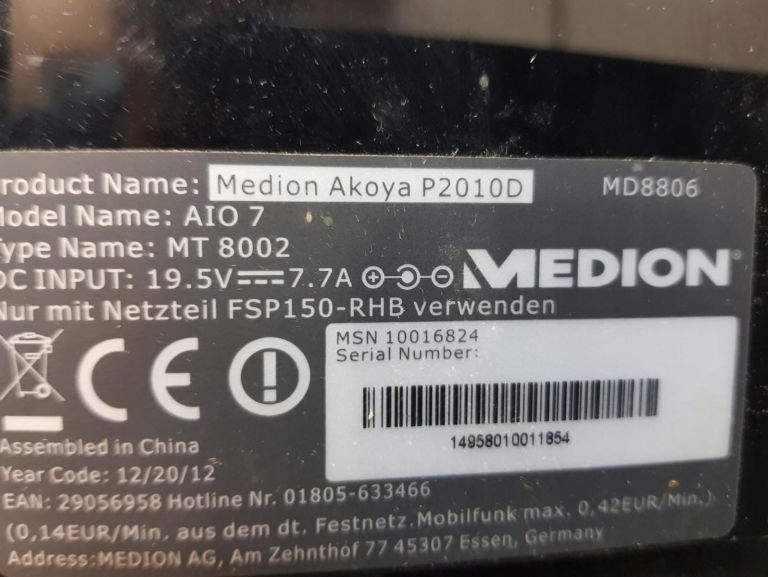 roduct Name: Medion Akoya P2010D MD8806
odel Name: AIO 7
ype Name: MT 8002
DC INPUT: 19.5V 7.7A
MEDION®
Nur mit Netzteil FSP150-RHB verwenden
MSN 10016824
Serial Number:
CE
14958010011854
Assembled in China
Year Code: 12/20/12
EAN: 29056958 Hotline Nr. 01805-633466
(0,14EUR/Min. aus dem dt. Festnetz.Mobilfunk max. 0,42EUR/Min.)
Address:MEDION AG, Am Zehnthof 77 45307 Essen, Germany